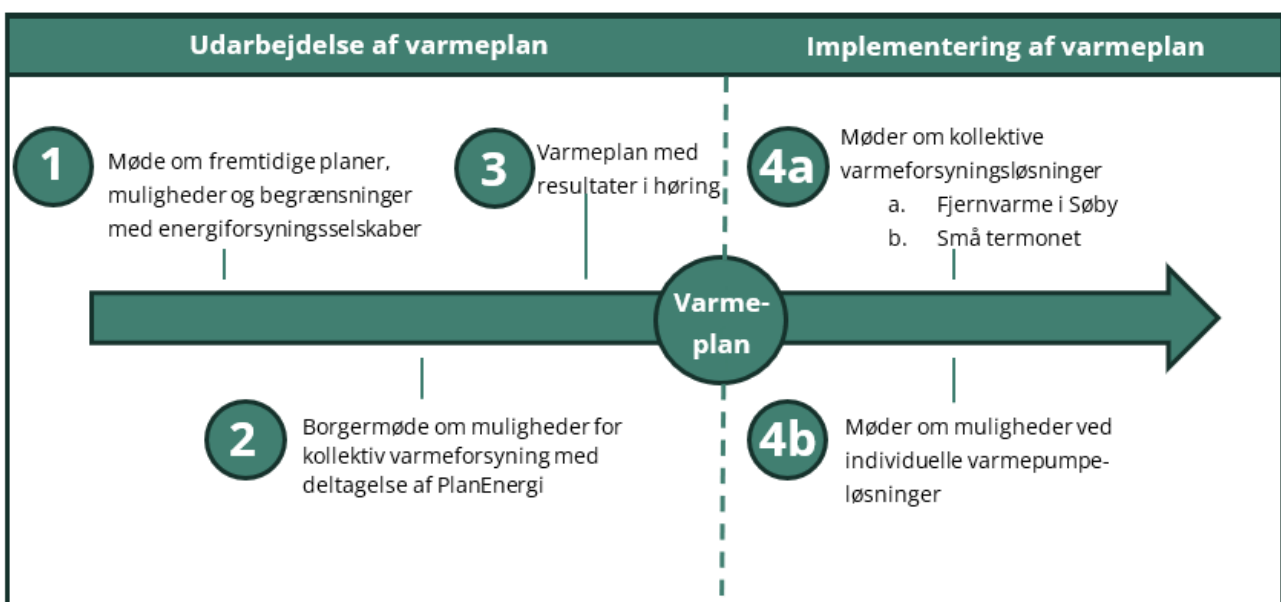 Udarbejdelse af varmeplan
Implementering af varmeplan
1
Møde om fremtidige planer,
muligheder og begrænsninger
med energiforsyningsselskaber
3
Varmeplan med
resultater i høring
4a
Møder om kollektive
varmeforsyningsløsninger
a. Fjernvarme i Søby
b. Små termonet
Varme-
plan
2
Borgermøde om muligheder for
kollektiv varmeforsyning med
deltagelse af PlanEnergi
4b
Møder om muligheder ved
individuelle varmepumpe-
løsninger